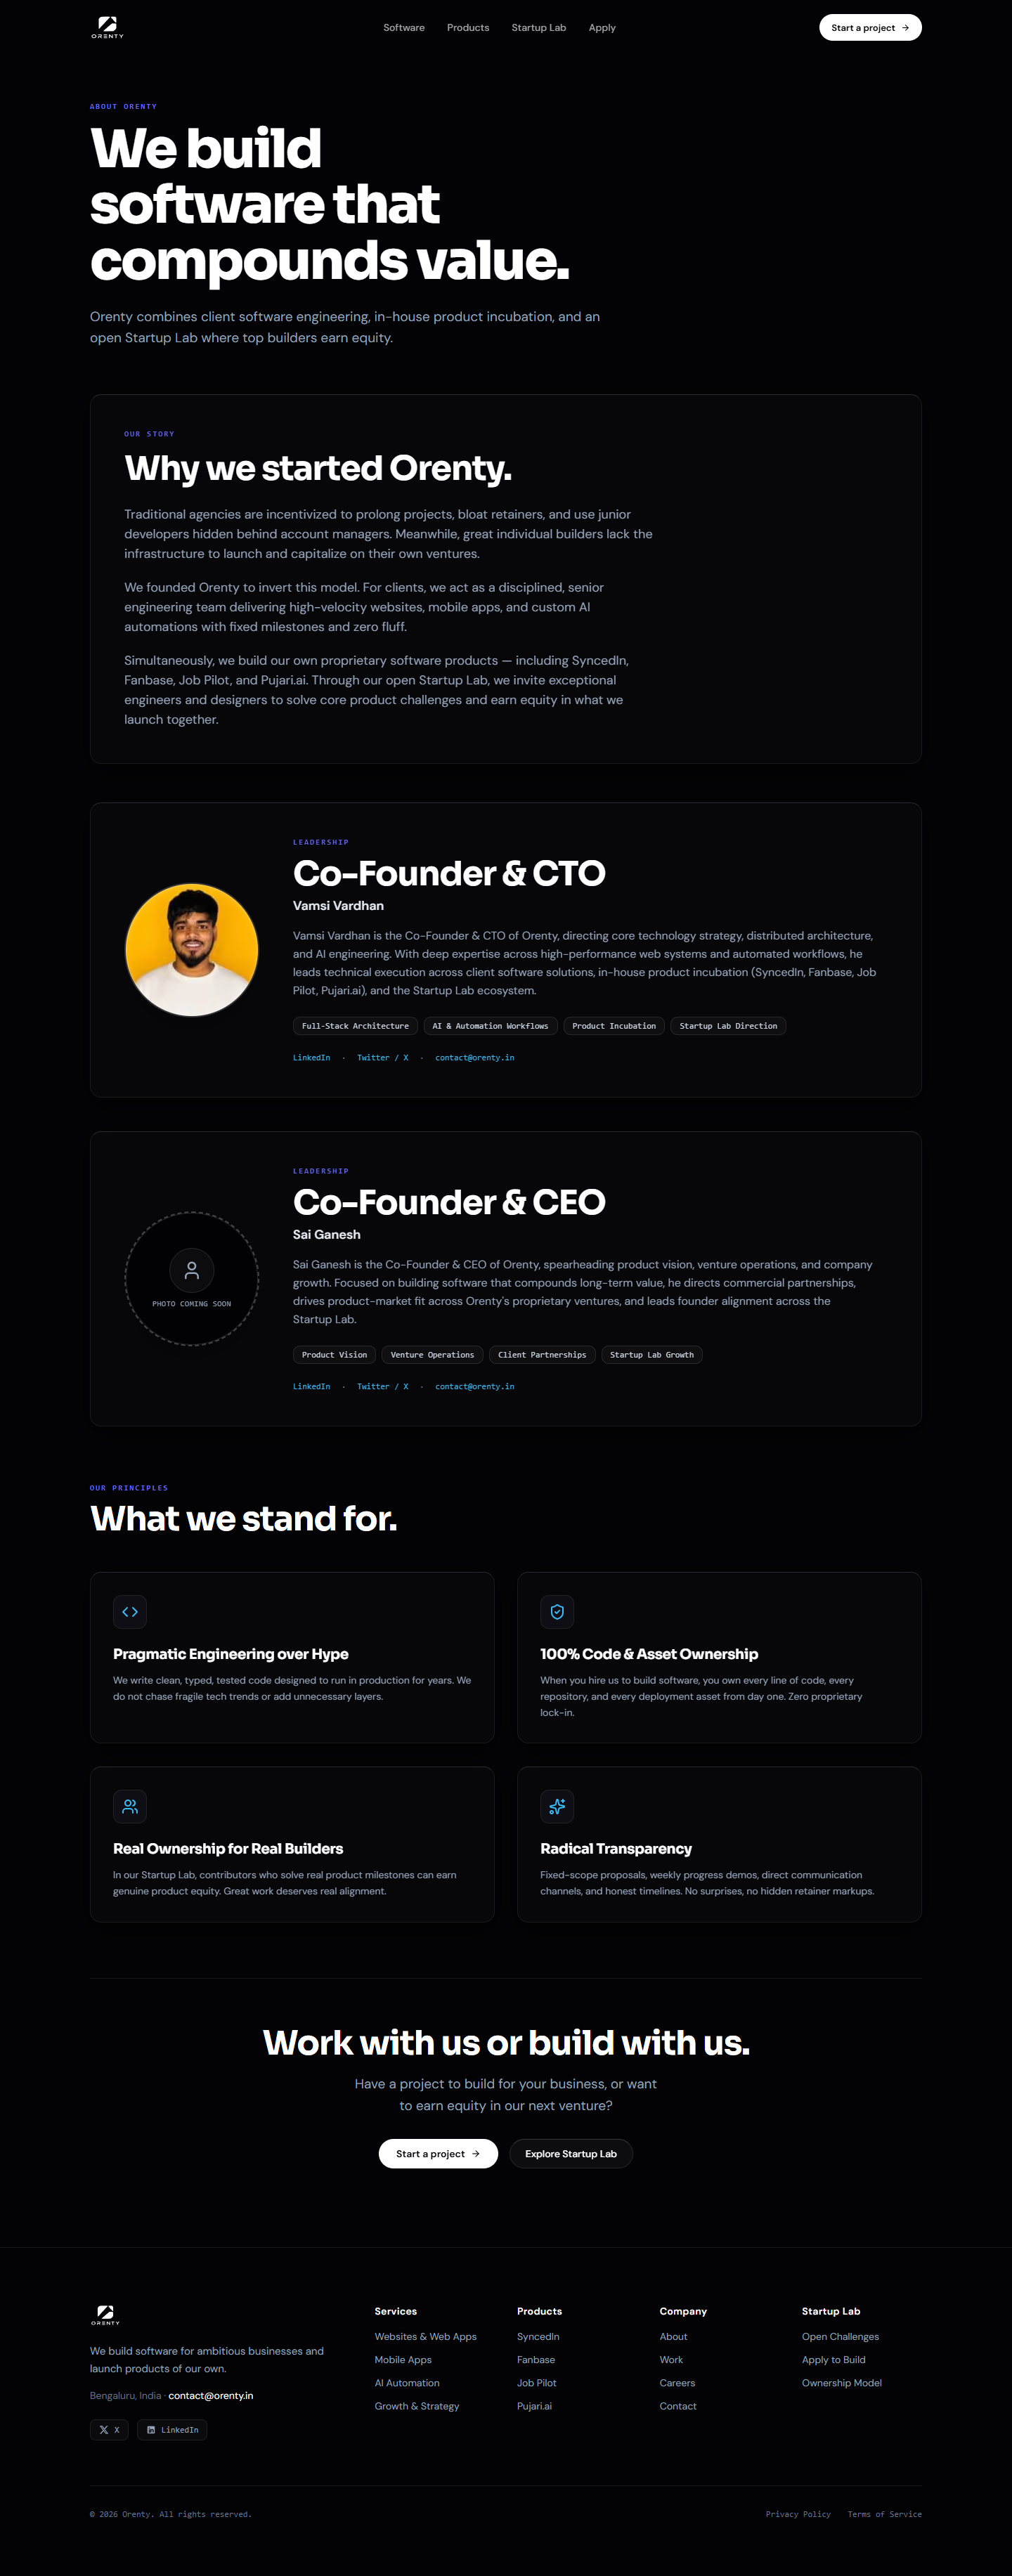 ORENTY
Software
Products
Startup Lab
Apply
Start a project →
ABOUT ORENTY
We build
software that
compounds value.
Orenty combines client software engineering, in-house product incubation, and an
open Startup Lab where top builders earn equity.
OUR STORY
Why we started Orenty.
Traditional agencies are incentivized to prolong projects, bloat retainers, and use junior
developers hidden behind account managers. Meanwhile, great individual builders lack the
infrastructure to launch and capitalize on their own ventures.
We founded Orenty to invert this model. For clients, we act as a disciplined, senior
engineering team delivering high-velocity websites, mobile apps, and custom AI
automations with fixed milestones and zero fluff.
Simultaneously, we build our own proprietary software products — including SyncedIn,
Fanbase, Job Pilot, and Pujari.ai. Through our open Startup Lab, we invite exceptional
engineers and designers to solve core product challenges and earn equity in what we
launch together.
LEADERSHIP
Co-Founder & CTO
Vamsi Vardhan
Vamsi Vardhan is the Co-Founder & CTO of Orenty, directing core technology strategy, distributed architecture,
and AI engineering. With deep expertise across high-performance web systems and automated workflows, he
leads technical execution across client software solutions, in-house product incubation (SyncedIn, Fanbase, Job
Pilot, Pujari.ai), and the Startup Lab ecosystem.
Full-Stack Architecture
AI & Automation Workflows
Product Incubation
Startup Lab Direction
LinkedIn · Twitter / X · contact@orenty.in
LEADERSHIP
Co-Founder & CEO
Sai Ganesh
PHOTO COMING SOON
Sai Ganesh is the Co-Founder & CEO of Orenty, spearheading product vision, venture operations, and company
growth. Focused on building software that compounds long-term value, he directs commercial partnerships,
drives product-market fit across Orenty's proprietary ventures, and leads founder alignment across the
Startup Lab.
Product Vision
Venture Operations
Client Partnerships
Startup Lab Growth
LinkedIn · Twitter / X · contact@orenty.in
OUR PRINCIPLES
What we stand for.
Pragmatic Engineering over Hype
We write clean, typed, tested code designed to run in production for years. We
do not chase fragile tech trends or add unnecessary layers.
100% Code & Asset Ownership
When you hire us to build software, you own every line of code, every
repository, and every deployment asset from day one. Zero proprietary
lock-in.
Real Ownership for Real Builders
In our Startup Lab, contributors who solve real product milestones can earn
genuine product equity. Great work deserves real alignment.
Radical Transparency
Fixed-scope proposals, weekly progress demos, direct communication
channels, and honest timelines. No surprises, no hidden retainer markups.
Work with us or build with us.
Have a project to build for your business, or want
to earn equity in our next venture?
Start a project →
Explore Startup Lab
ORENTY
We build software for ambitious businesses and
launch products of our own.
Bengaluru, India · contact@orenty.in
X
LinkedIn
Services
Websites & Web Apps
Mobile Apps
AI Automation
Growth & Strategy
Products
SyncedIn
Fanbase
Job Pilot
Pujari.ai
Company
About
Work
Careers
Contact
Startup Lab
Open Challenges
Apply to Build
Ownership Model
© 2026 Orenty. All rights reserved.
Privacy Policy
Terms of Service